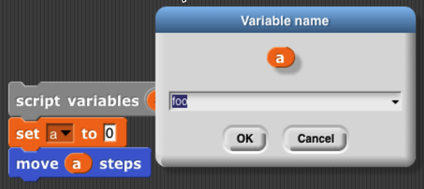 Variable name
a
foo
OK Cancel
script variables
set a to 0
move a steps